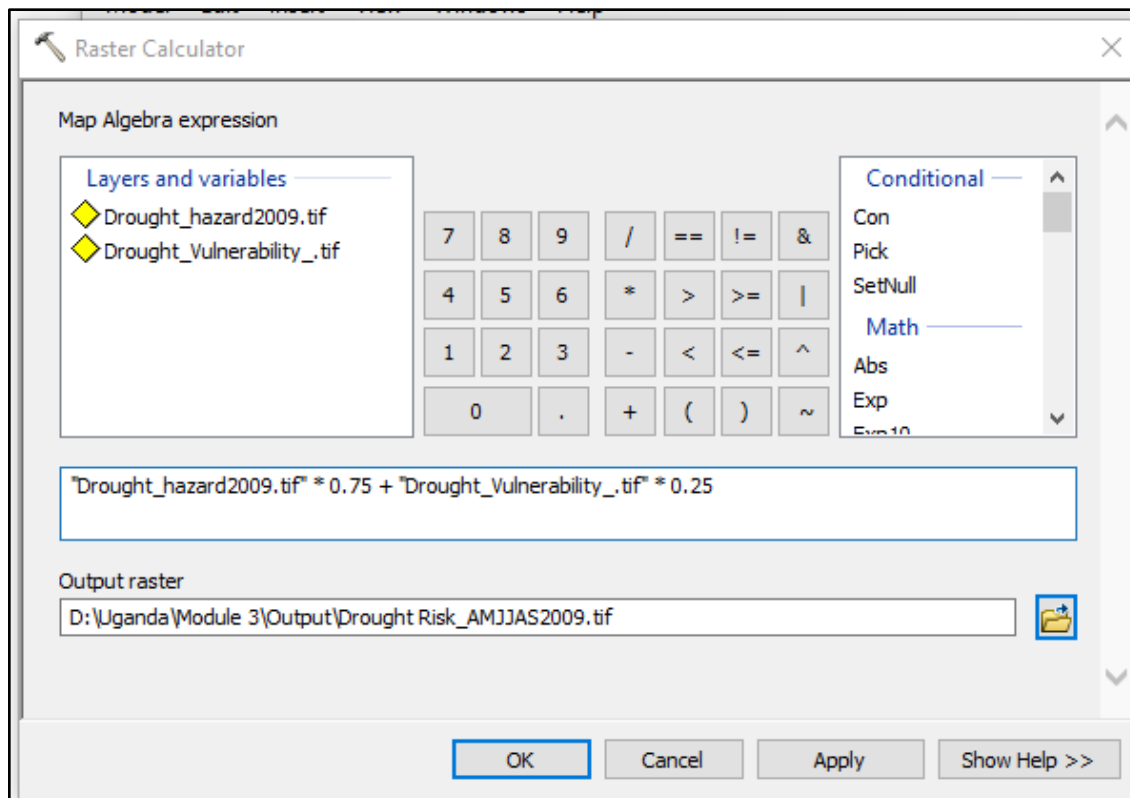 Raster Calculator
Map Algebra expression
Layers and variables
Drought_hazard2009.tif
Drought_Vulnerability_.tif
7 8 9 / == != &
4 5 6 * > >= |
1 2 3 - < <= ^
0 . + ( ) ~
Conditional
Con
Pick
SetNull
Math
Abs
Exp
Exp10
"Drought_hazard2009.tif" * 0.75 + "Drought_Vulnerability_.tif" * 0.25
Output raster
D:\Uganda\Module 3\Output\Drought Risk_AMJJAS2009.tif
OK Cancel Apply Show Help >>